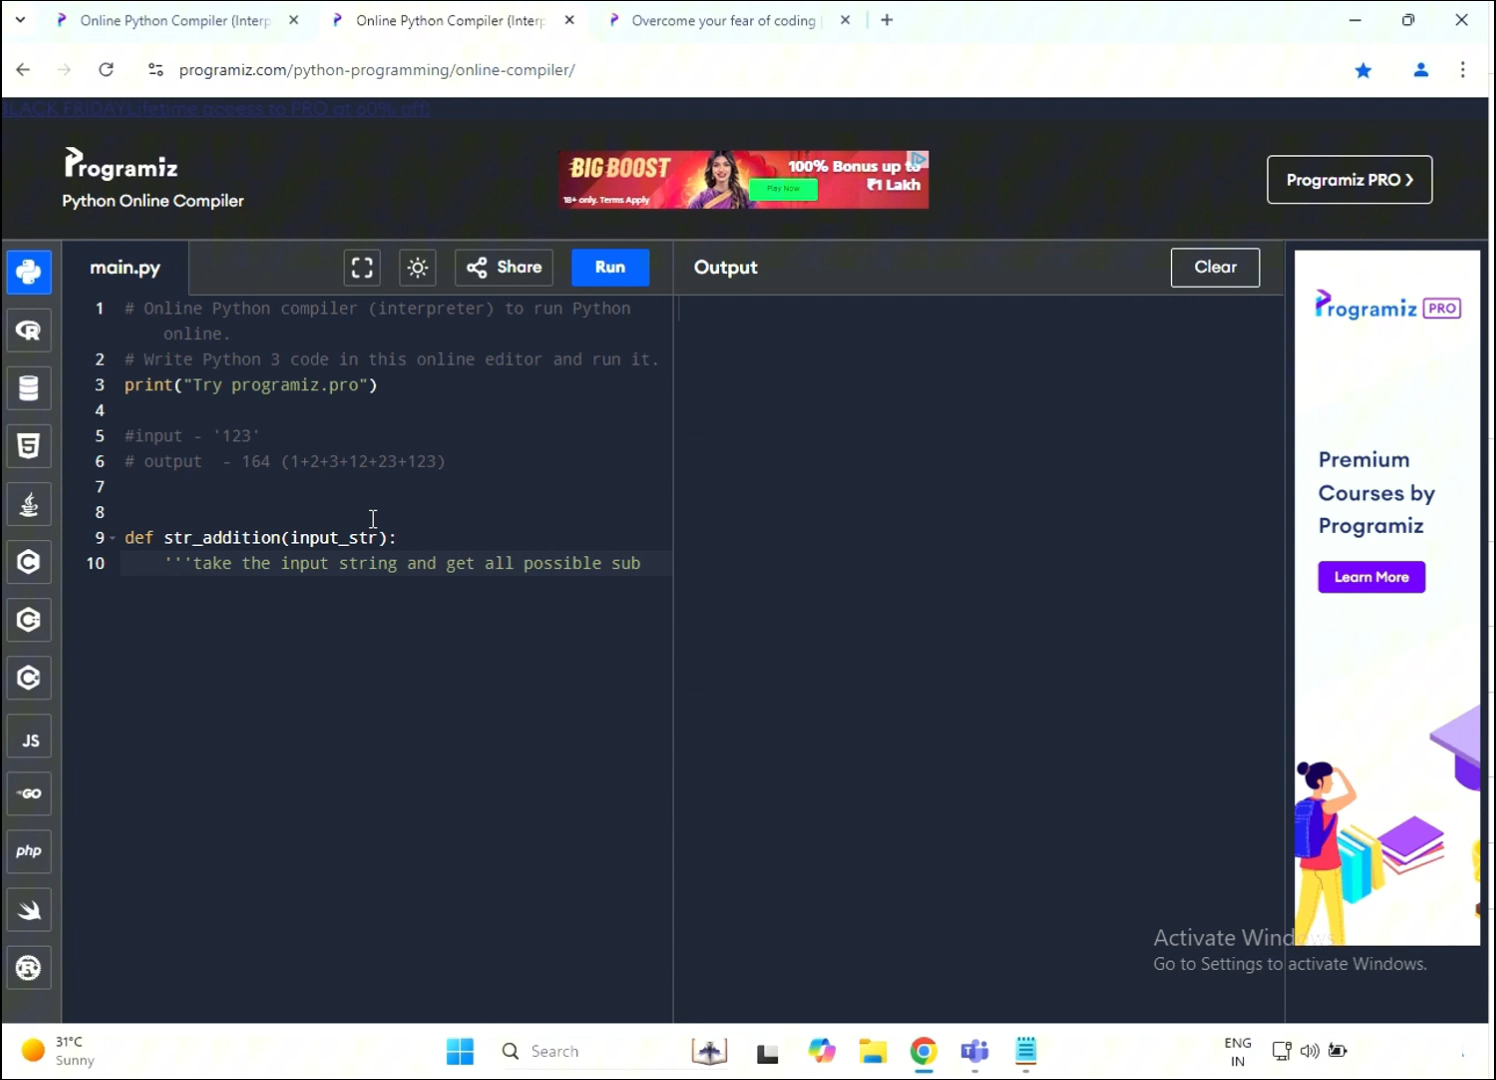 Online Python Compiler (Interp
Online Python Compiler (Interp
Overcome your fear of coding
programiz.com/python-programming/online-compiler/
BLACK FRIDAY! Lifetime access to PRO at 60% off!
Programiz
Python Online Compiler
BIG BOOST
18+ only. Terms Apply
Play Now
100% Bonus up to
₹1 Lakh
Programiz PRO ❯
main.py
Share
Run
Output
Clear
1 # Online Python compiler (interpreter) to run Python
online.
2 # Write Python 3 code in this online editor and run it.
3 print("Try programiz.pro")
4
5 #input - '123'
6 # output  - 164 (1+2+3+12+23+123)
7
8
9 def str_addition(input_str):
10     '''take the input string and get all possible sub
JS
GO
php
Programiz PRO
Premium
Courses by
Programiz
Learn More
Activate Windows
Go to Settings to activate Windows.
31°C
Sunny
Search
ENG
IN